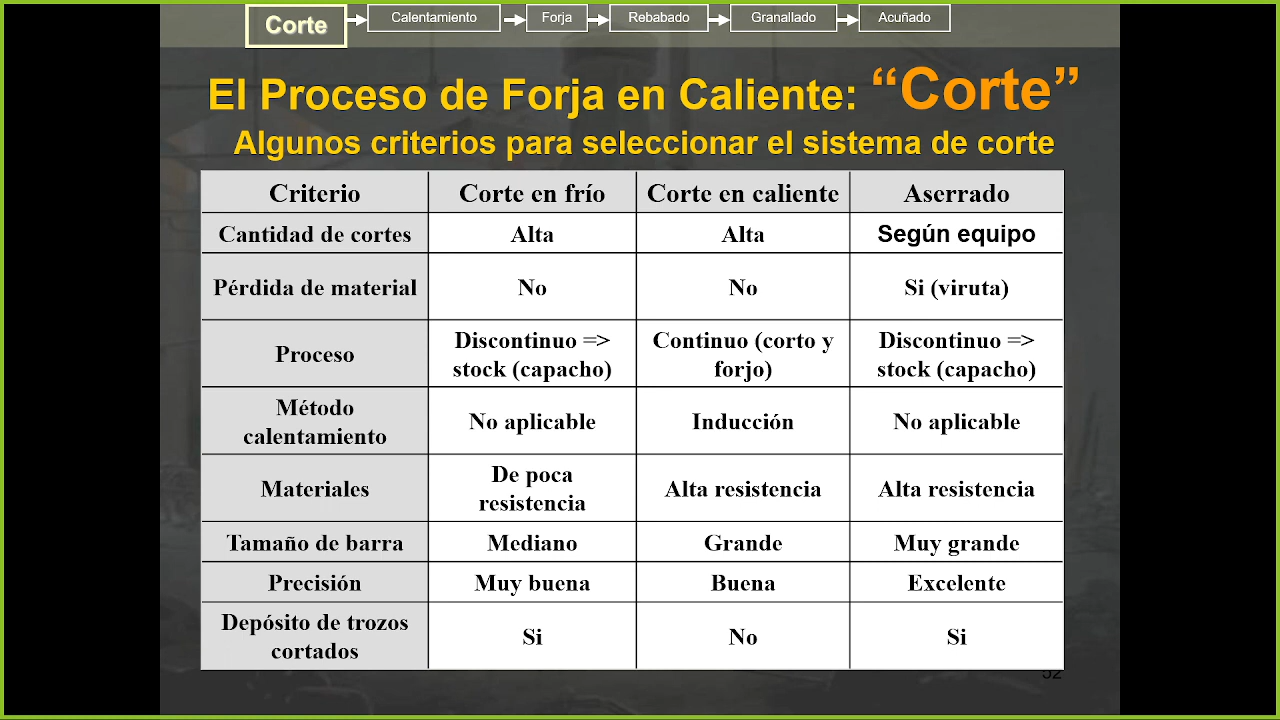 Corte
Calentamiento
Forja
Rebabado
Granallado
Acuñado
El Proceso de Forja en Caliente: “Corte”
Algunos criterios para seleccionar el sistema de corte
Criterio
Corte en frío
Corte en caliente
Aserrado
Cantidad de cortes
Alta
Alta
Según equipo
Pérdida de material
No
No
Si (viruta)
Proceso
Discontinuo =>
stock (capacho)
Continuo (corto y
forjo)
Discontinuo =>
stock (capacho)
Método
calentamiento
No aplicable
Inducción
No aplicable
Materiales
De poca
resistencia
Alta resistencia
Alta resistencia
Tamaño de barra
Mediano
Grande
Muy grande
Precisión
Muy buena
Buena
Excelente
Depósito de trozos
cortados
Si
No
Si
52